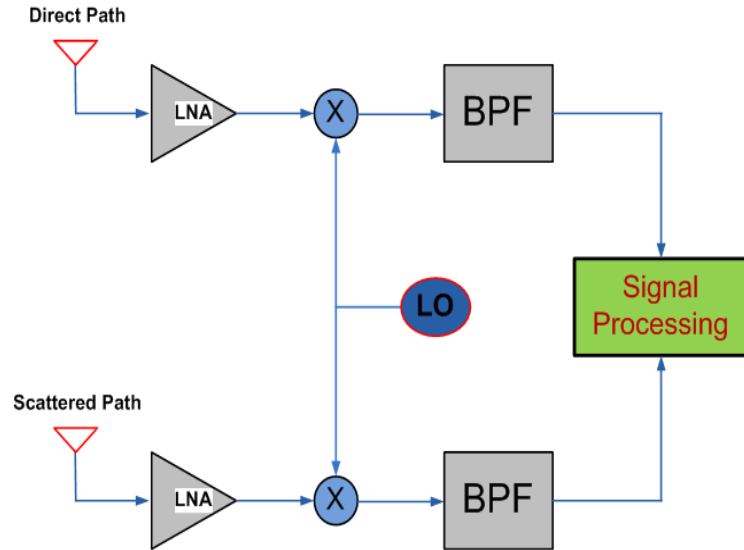 Direct Path
LNA
X
BPF
LO
Signal
Processing
Scattered Path
LNA
X
BPF